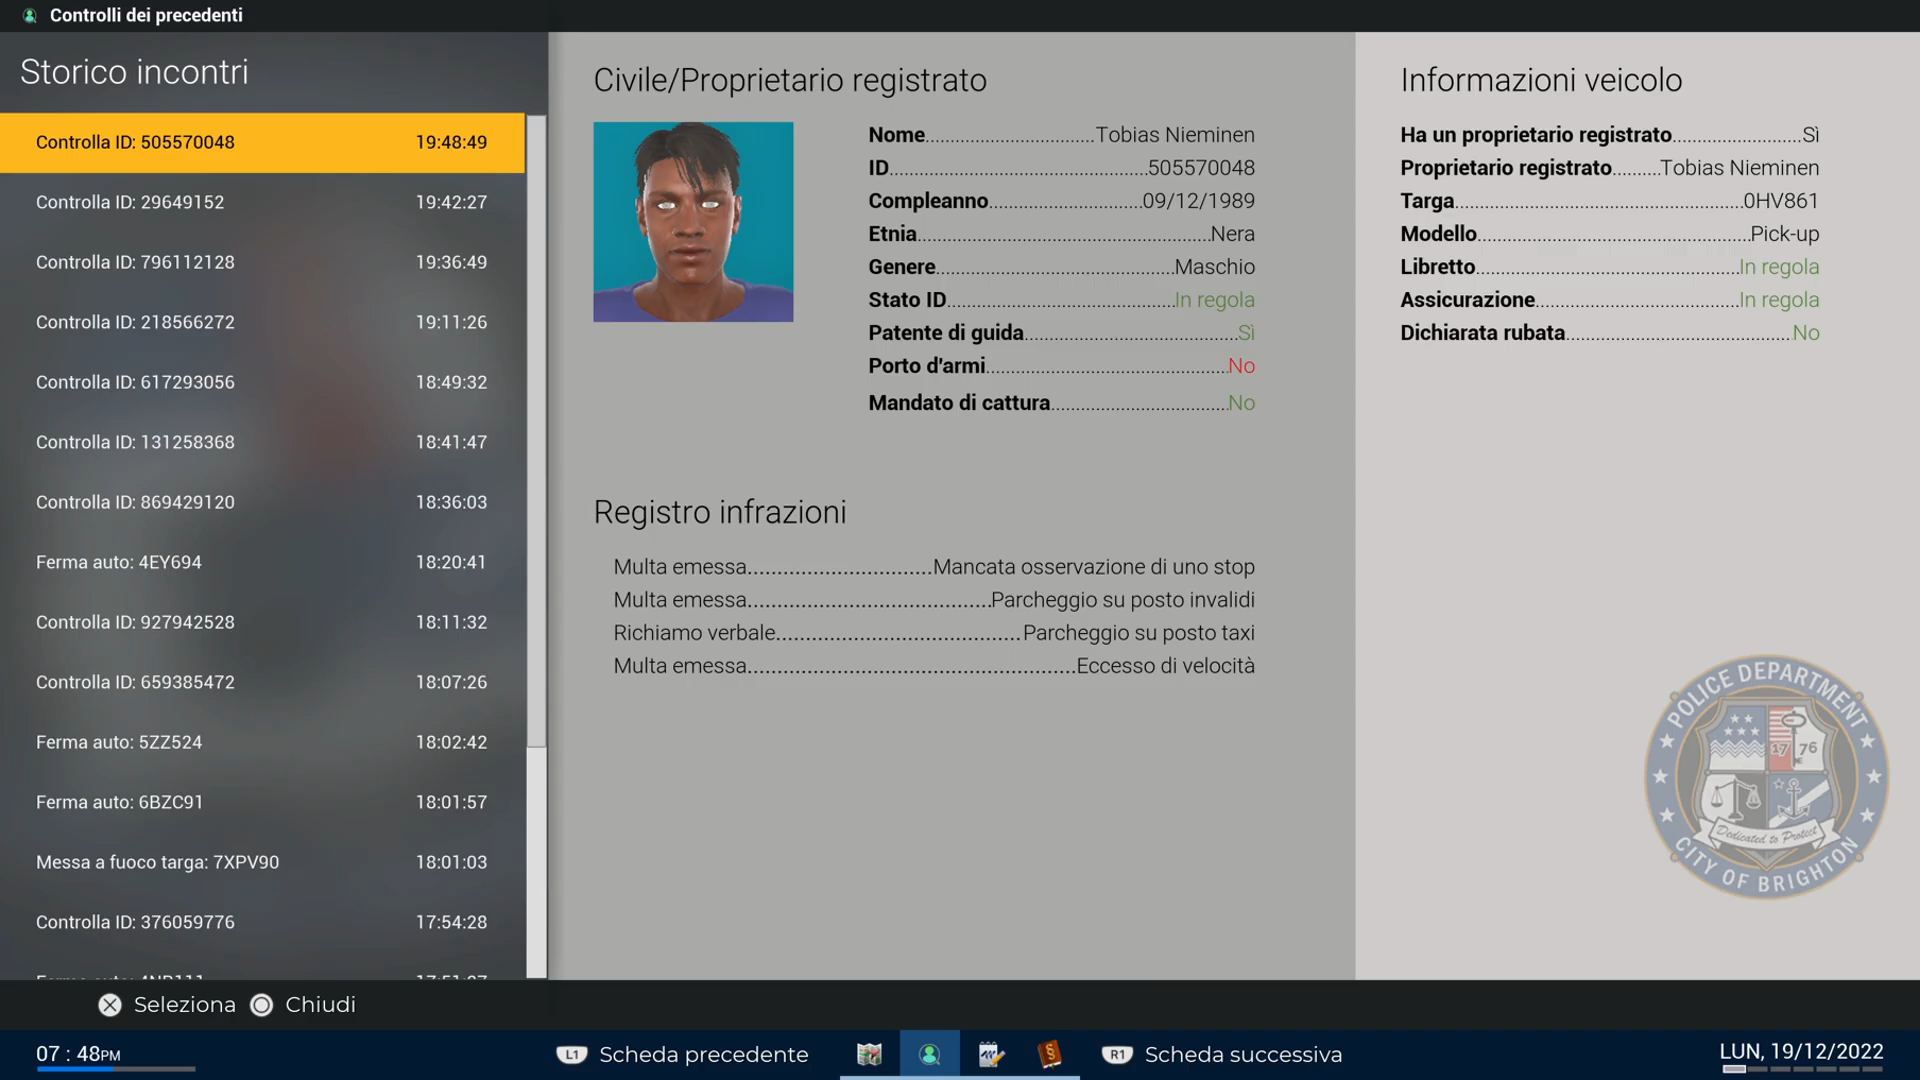 Controlli dei precedenti
Storico incontri
Controlla ID: 505570048 19:48:49
Controlla ID: 29649152 19:42:27
Controlla ID: 796112128 19:36:49
Controlla ID: 218566272 19:11:26
Controlla ID: 617293056 18:49:32
Controlla ID: 131258368 18:41:47
Controlla ID: 869429120 18:36:03
Ferma auto: 4EY694 18:20:41
Controlla ID: 927942528 18:11:32
Controlla ID: 659385472 18:07:26
Ferma auto: 5ZZ524 18:02:42
Ferma auto: 6BZC91 18:01:57
Messa a fuoco targa: 7XPV90 18:01:03
Controlla ID: 376059776 17:54:28
Civile/Proprietario registrato
Nome Tobias Nieminen
ID 505570048
Compleanno 09/12/1989
Etnia Nera
Genere Maschio
Stato ID In regola
Patente di guida Sì
Porto d'armi No
Mandato di cattura No
Registro infrazioni
Multa emessa Mancata osservazione di uno stop
Multa emessa Parcheggio su posto invalidi
Richiamo verbale Parcheggio su posto taxi
Multa emessa Eccesso di velocità
Informazioni veicolo
Ha un proprietario registrato Sì
Proprietario registrato Tobias Nieminen
Targa 0HV861
Modello Pick-up
Libretto In regola
Assicurazione In regola
Dichiarata rubata No
POLICE DEPARTMENT
17 76
Dedicated to Protect
CITY OF BRIGHTON
Seleziona Chiudi
07 : 48PM
L1 Scheda precedente
R1 Scheda successiva
LUN, 19/12/2022